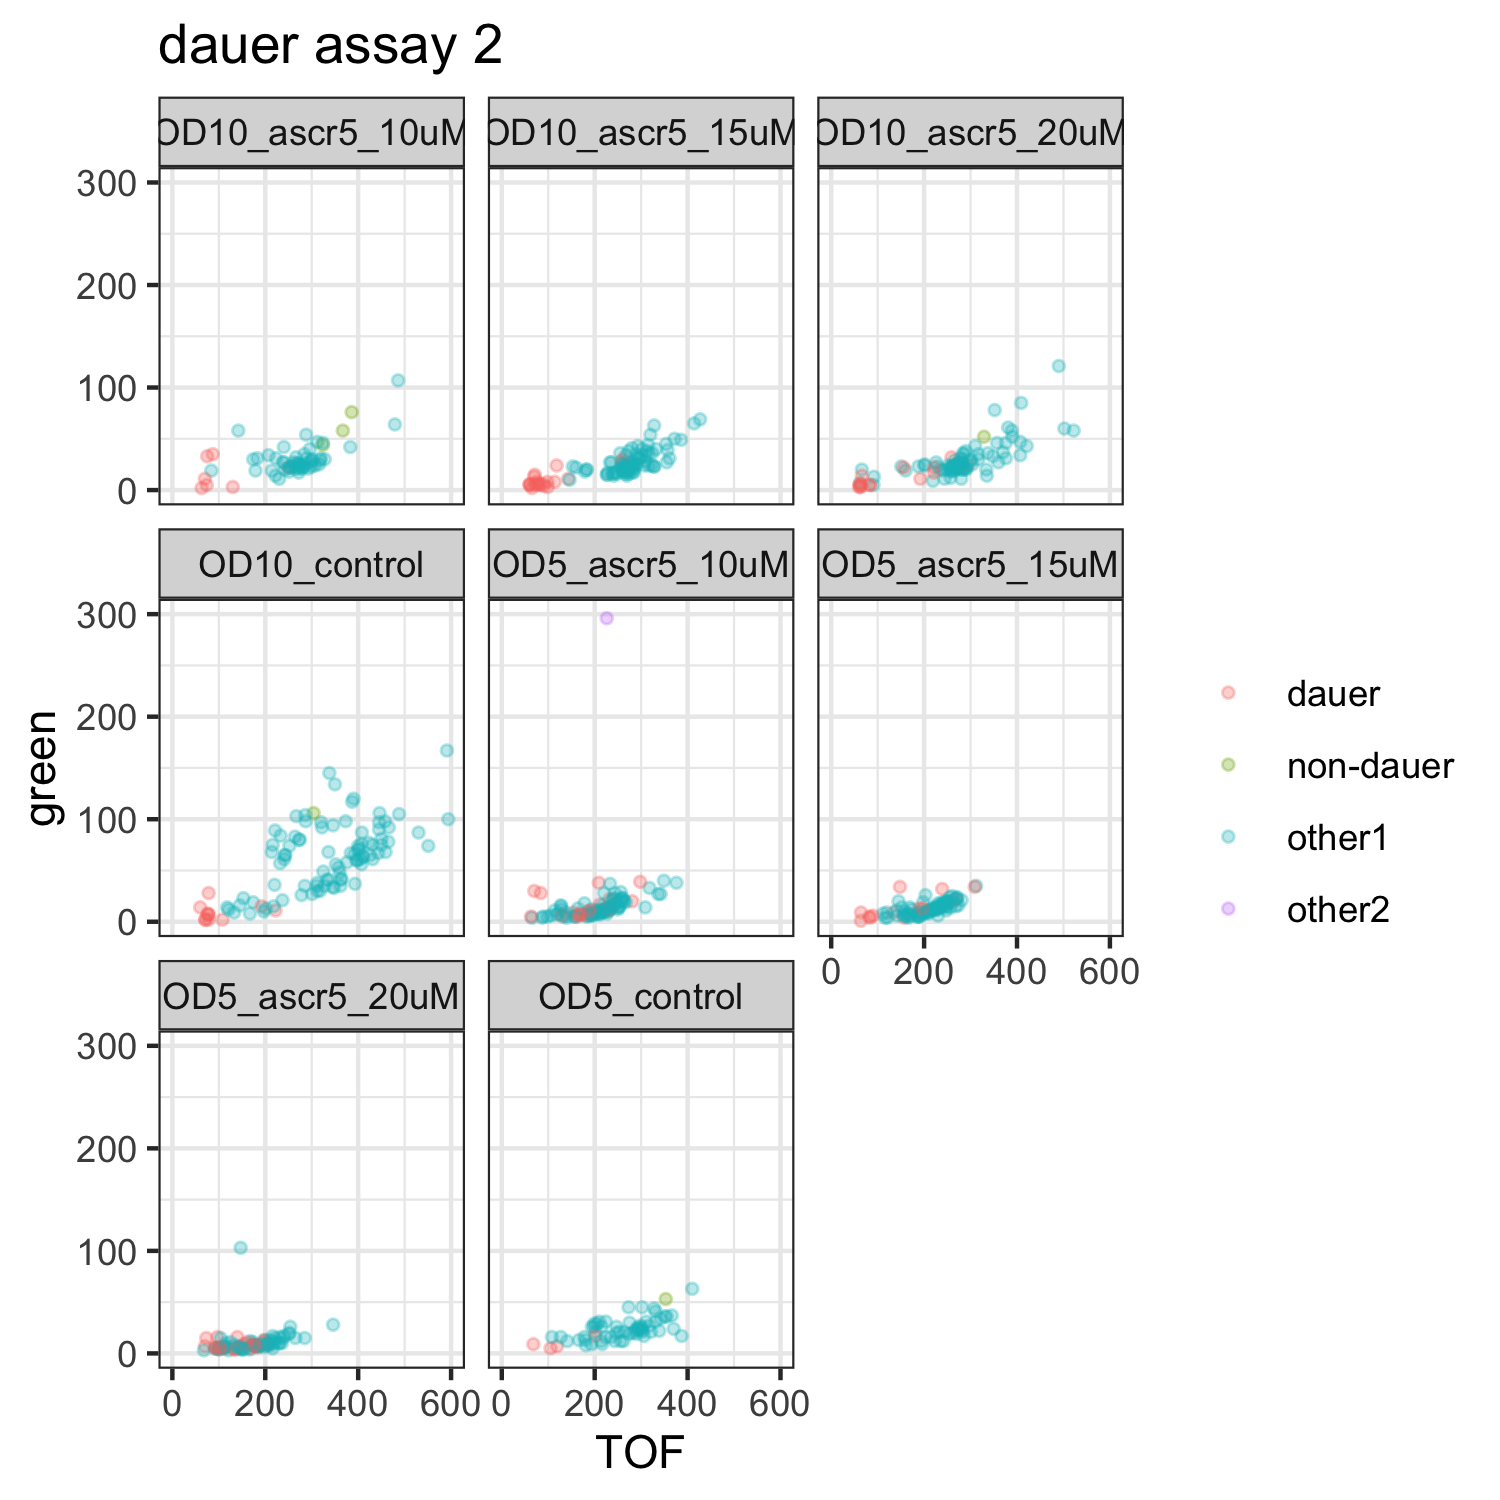 dauer assay 2
OD10_ascr5_10uM OD10_ascr5_15uM OD10_ascr5_20uM
300
200
100
0
OD10_control OD5_ascr5_10uM OD5_ascr5_15uM
300
200
100
0
0 200 400 600
OD5_ascr5_20uM OD5_control
300
200
100
0
0 200 400 600 0 200 400 600
TOF
green
dauer
non-dauer
other1
other2